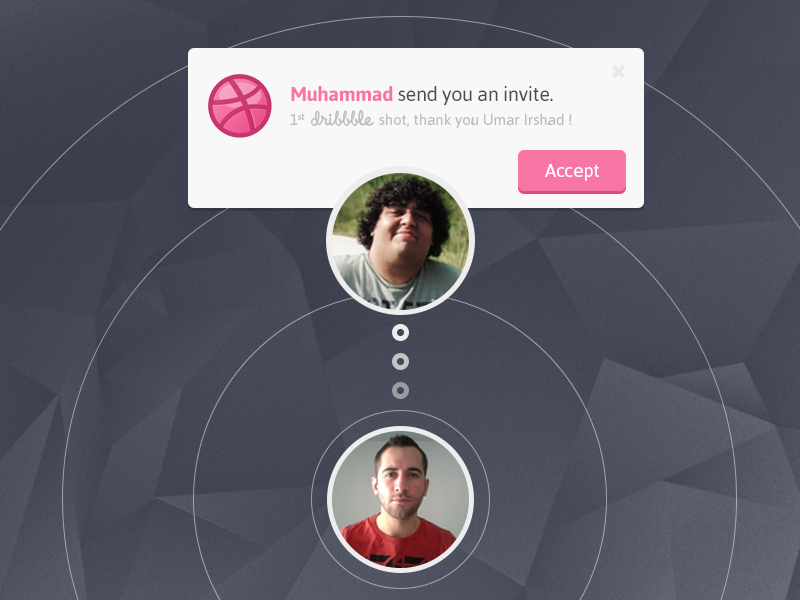 Muhammad send you an invite.
1st dribbble shot, thank you Umar Irshad !
Accept